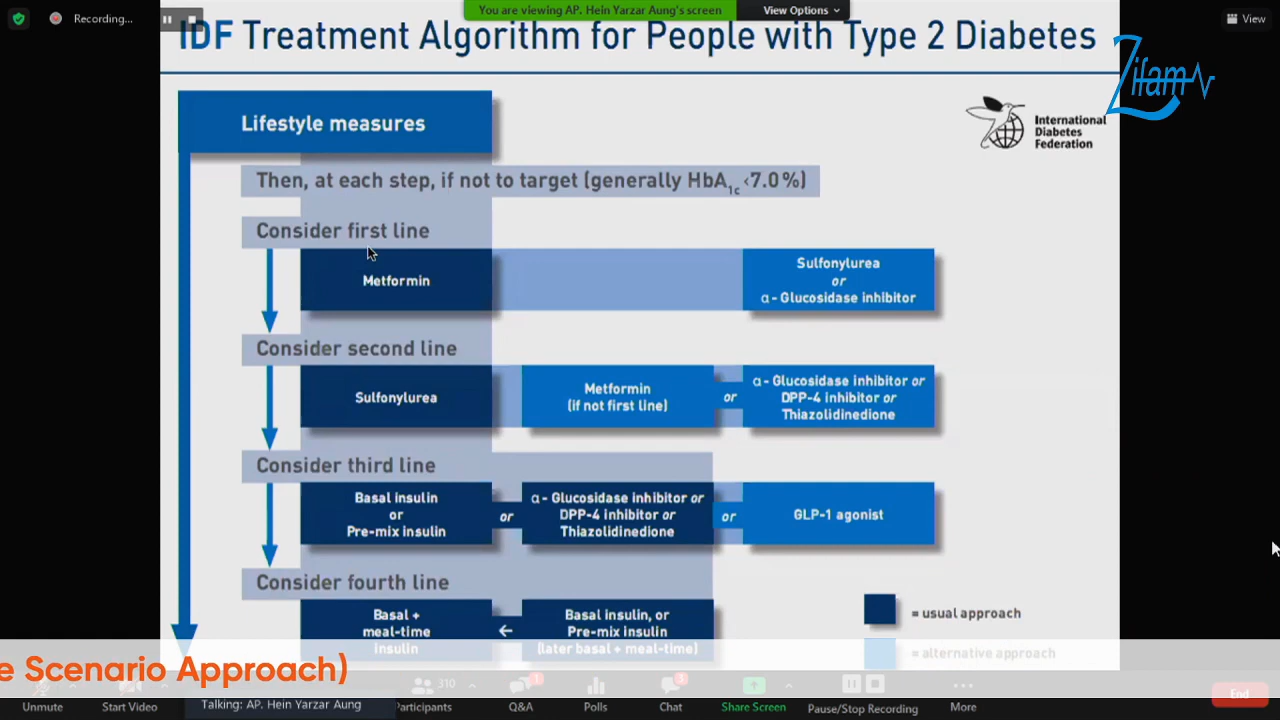 Recording...
You are viewing AP. Hein Yarzar Aung's screen
View Options
View
IDF Treatment Algorithm for People with Type 2 Diabetes
Zifam
Lifestyle measures
International
Diabetes
Federation
Then, at each step, if not to target (generally HbA1c <7.0%)
Consider first line
Metformin
Sulfonylurea
or
α- Glucosidase inhibitor
Consider second line
Sulfonylurea
Metformin
(if not first line)
or
α- Glucosidase inhibitor or
DPP-4 inhibitor or
Thiazolidinedione
Consider third line
Basal insulin
or
Pre-mix insulin
or
α- Glucosidase inhibitor or
DPP-4 inhibitor or
Thiazolidinedione
or
GLP-1 agonist
Consider fourth line
Basal +
meal-time
insulin
Basal insulin, or
Pre-mix insulin
(later basal + meal-time)
= usual approach
= alternative approach
e Scenario Approach)
Unmute
Start Video
Talking: AP. Hein Yarzar Aung
310
Participants
1
Q&A
Polls
3
Chat
Share Screen
Pause/Stop Recording
More
End